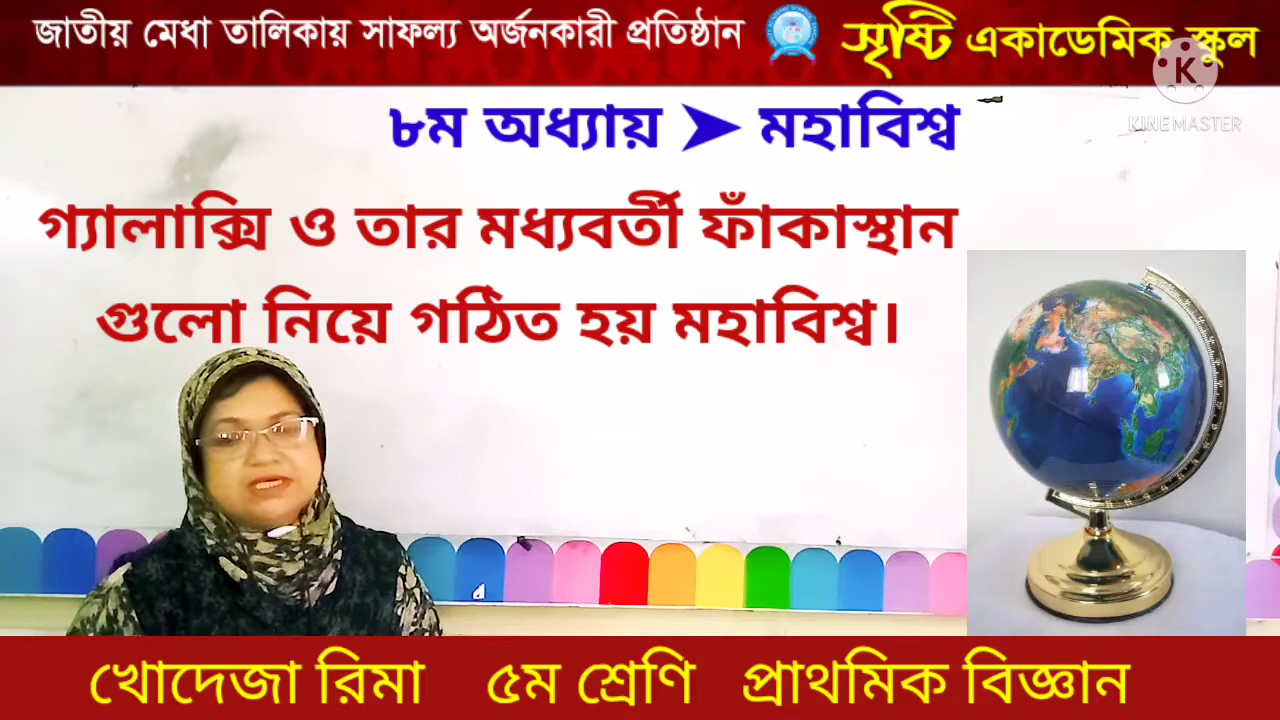 জাতীয় মেধা তালিকায় সাফল্য অর্জনকারী প্রতিষ্ঠান সৃষ্টি একাডেমিক স্কুল
K
KINEMASTER
৮ম অধ্যায় ➤ মহাবিশ্ব
গ্যালাক্সি ও তার মধ্যবর্তী ফাঁকাস্থান
গুলো নিয়ে গঠিত হয় মহাবিশ্ব।
খোদেজা রিমা ৫ম শ্রেণি প্রাথমিক বিজ্ঞান